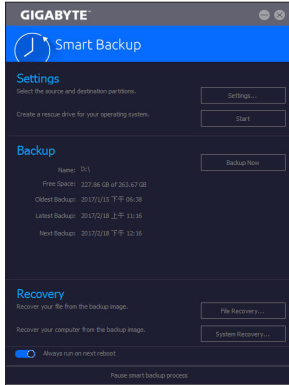 GIGABYTE™
Smart Backup
Settings
Select the source and destination partitions.
Settings...
Create a rescue drive for your operating system.
Start
Backup
Backup Now
Name: D:\
Free Space: 227.86 GB of 263.67 GB
Oldest Backup: 2017/1/15 下午 06:38
Latest Backup: 2017/2/18 上午 11:16
Next Backup: 2017/2/18 下午 12:16
Recovery
Recover your file from the backup image.
File Recovery...
Recover your computer from the backup image.
System Recovery...
Always run on next reboot
Pause smart backup process